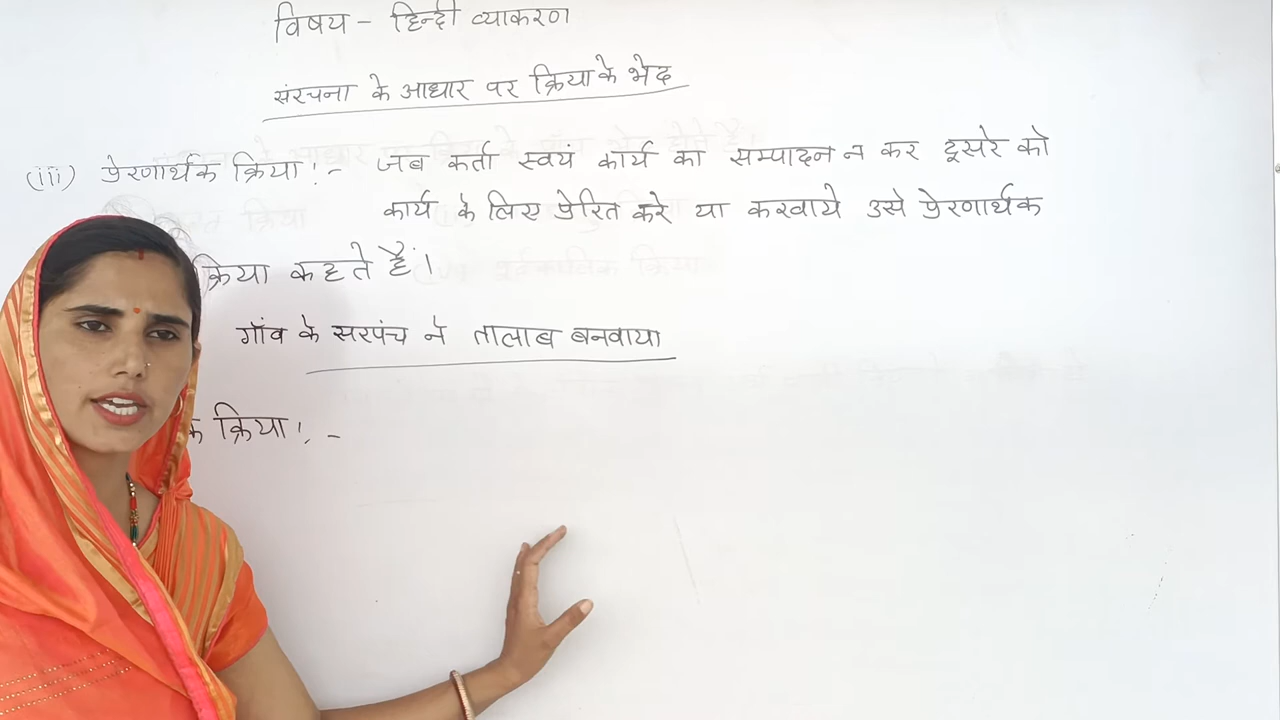 विषय - हिन्दी व्याकरण
संरचना के आधार पर क्रिया के भेद
(iii) प्रेरणार्थक क्रिया:- जब कर्ता स्वयं कार्य का सम्पादन न कर दूसरे को
कार्य के लिए प्रेरित करे या करवाये उसे प्रेरणार्थक
क्रिया कहते हैं।
गाँव के सरपंच ने तालाब बनवाया
क क्रिया:-